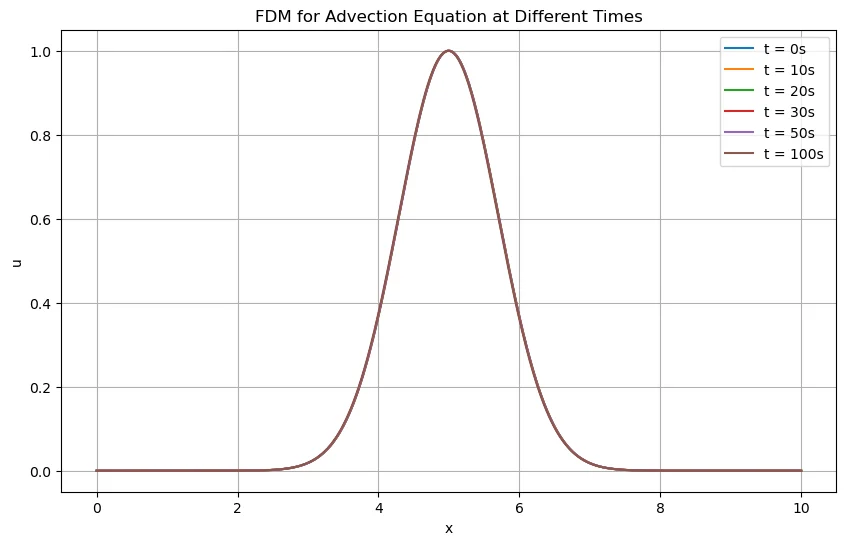 FDM for Advection Equation at Different Times
t = 0s
t = 10s
t = 20s
t = 30s
t = 50s
t = 100s
1.0
0.8
0.6
0.4
0.2
0.0
u
0 2 4 6 8 10
x